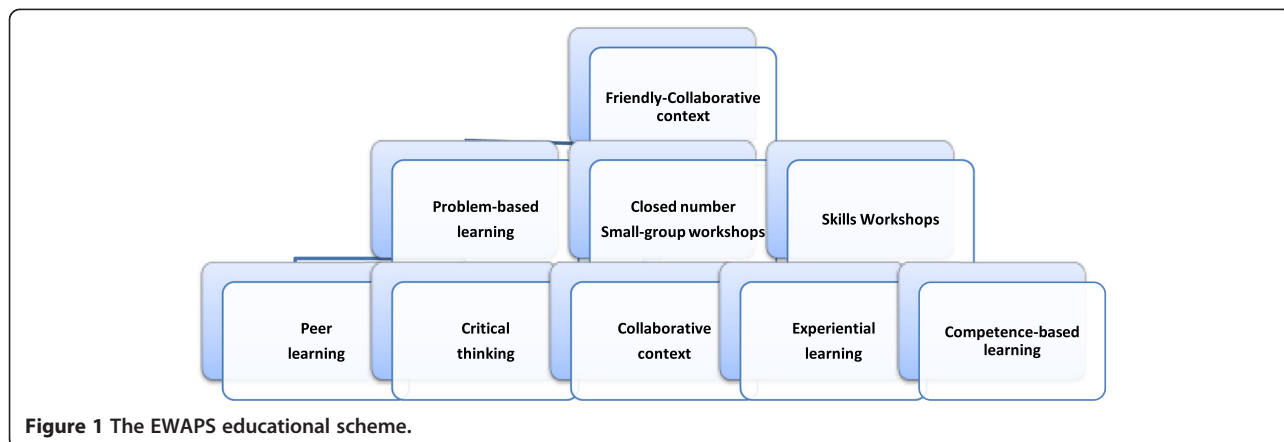 Friendly-Collaborative
context
Problem-based
learning
Closed number
Small-group workshops
Skills Workshops
Peer
learning
Critical
thinking
Collaborative
context
Experiential
learning
Competence-based
learning
Figure 1 The EWAPS educational scheme.